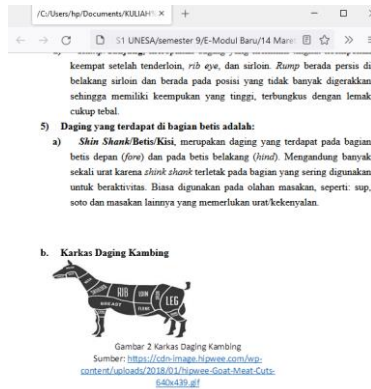 /C:/Users/hp/Documents/KULIAH
S1 UNESA/semester 9/E-Modul Baru/14 Maret
keempat setelah tenderloin, rib eye, dan sirloin. Rump berada persis di
belakang sirloin dan berada pada posisi yang tidak banyak digerakkan
sehingga memiliki keempukan yang tinggi, terbungkus dengan lemak
cukup tebal.
5) Daging yang terdapat di bagian betis adalah:
a) Shin Shank/Betis/Kisi, merupakan daging yang terdapat pada bagian
betis depan (fore) dan pada betis belakang (hind). Mengandung banyak
sekali urat karena shink shank terletak pada bagian yang sering digunakan
untuk beraktivitas. Biasa digunakan pada olahan masakan, seperti: sup,
soto dan masakan lainnya yang memerlukan urat/kekenyalan.
b. Karkas Daging Kambing
RIB
LOIN
LEG
BREAST
FLANK
Gambar 2 Karkas Daging Kambing
Sumber: https://cdn-image.hipwee.com/wp-
content/uploads/2018/01/hipwee-Goat-Meat-Cuts-
640x439.gif